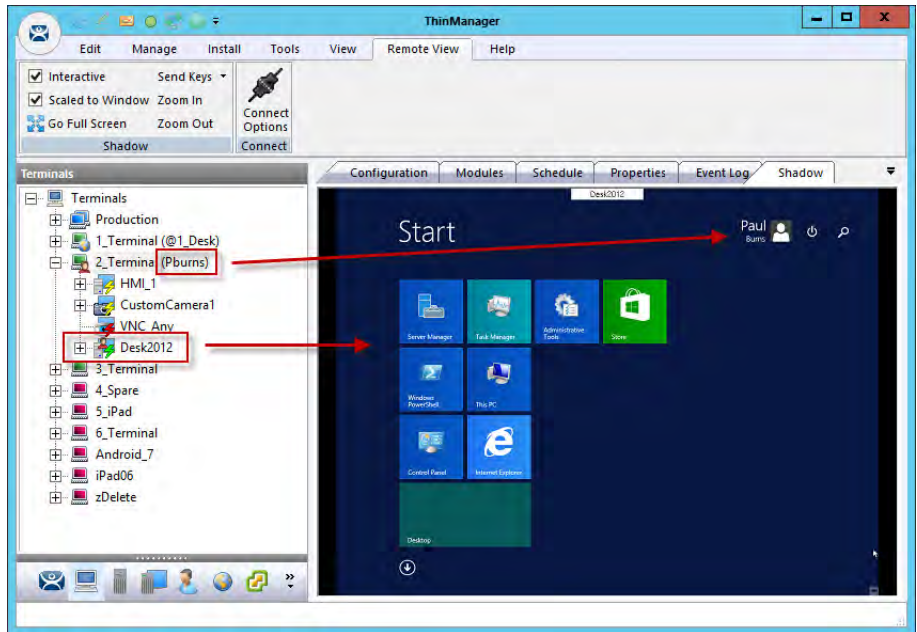 ThinManager
Edit Manage Install Tools View Remote View Help
Interactive Send Keys
Scaled to Window Zoom In
Go Full Screen Zoom Out
Connect Options
Shadow Connect
Terminals
Configuration Modules Schedule Properties Event Log Shadow
Terminals
Production
1_Terminal (@1_Desk)
2_Terminal (Pburns)
HMI_1
CustomCamera1
VNC_Any
Desk2012
3_Terminal
4_Spare
5_iPad
6_Terminal
Android_7
iPad06
zDelete
Desk2012
Start
Paul
Burns
Server Manager Task Manager Administrative Tools Store
Windows PowerShell This PC
Control Panel Internet Explorer
Desktop